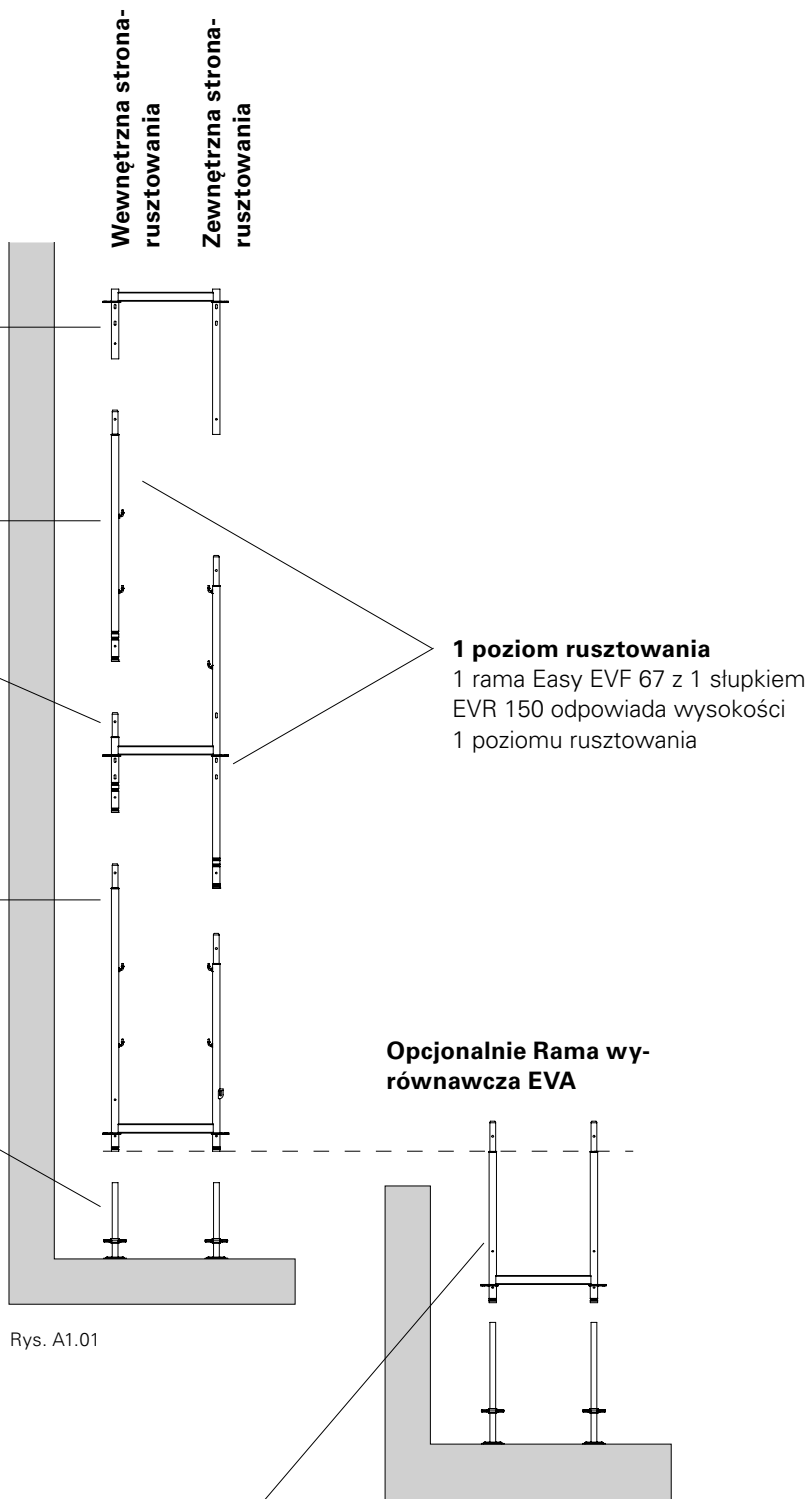 Wewnętrzna strona-
rusztowania
Zewnętrzna strona-
rusztowania
1 poziom rusztowania
1 rama Easy EVF 67 z 1 słupkiem
EVR 150 odpowiada wysokości
1 poziomu rusztowania
Opcjonalnie Rama wy-
równawcza EVA
Rys. A1.01